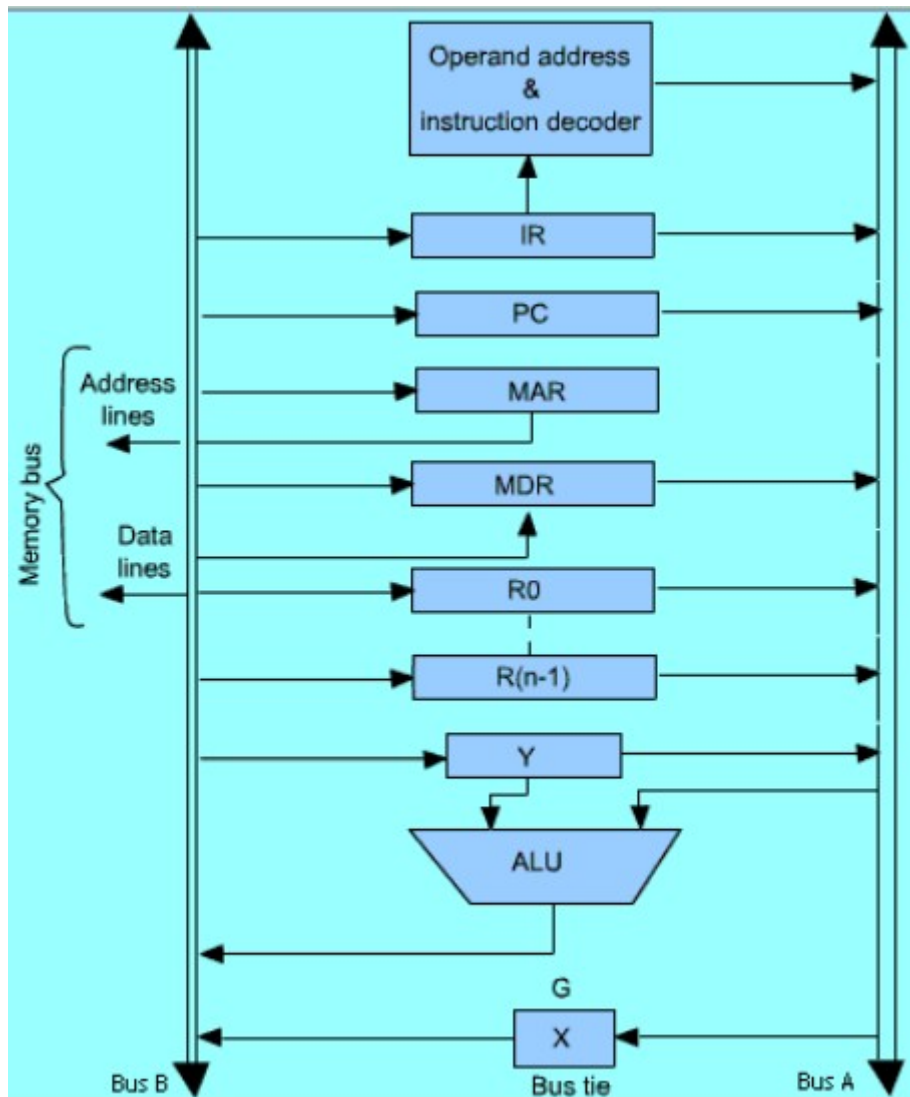 Operand address
&
instruction decoder
IR
PC
MAR
Address
lines
MDR
Memory bus
Data
lines
R0
R(n-1)
Y
ALU
G
X
Bus B
Bus tie
Bus A